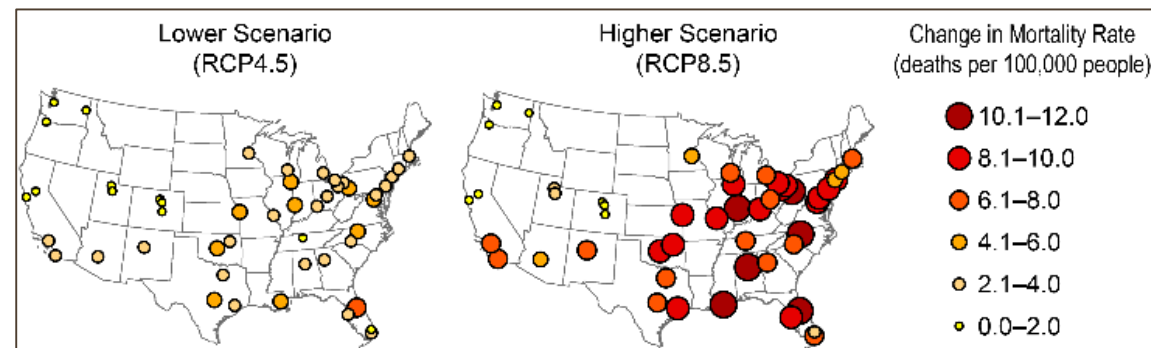 Lower Scenario
(RCP4.5)
Higher Scenario
(RCP8.5)
Change in Mortality Rate
(deaths per 100,000 people)
10.1–12.0
8.1–10.0
6.1–8.0
4.1–6.0
2.1–4.0
0.0–2.0